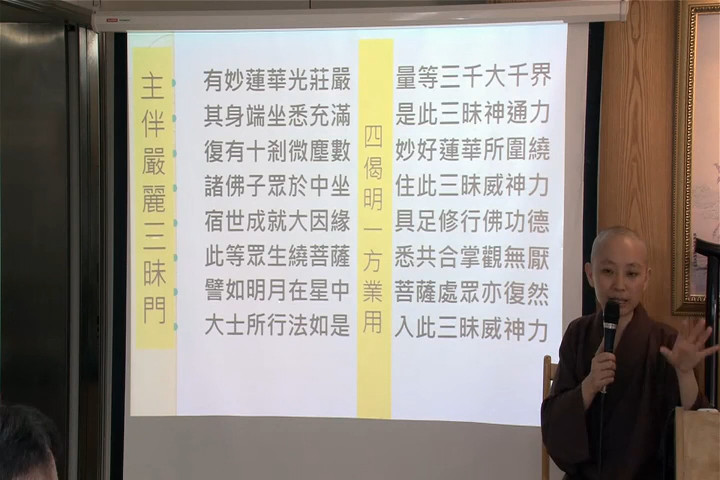 主伴嚴麗三昧門
有妙蓮華光莊嚴 量等三千大千界
其身端坐悉充滿 是此三昧神通力
復有十剎微塵數 妙好蓮華所圍繞
諸佛子眾於中坐 住此三昧威神力
宿世成就大因緣 具足修行佛功德
此等眾生繞菩薩 悉共合掌觀無厭
譬如明月在星中 菩薩處眾亦復然
大士所行法如是 入此三昧威神力
四偈明一方業用